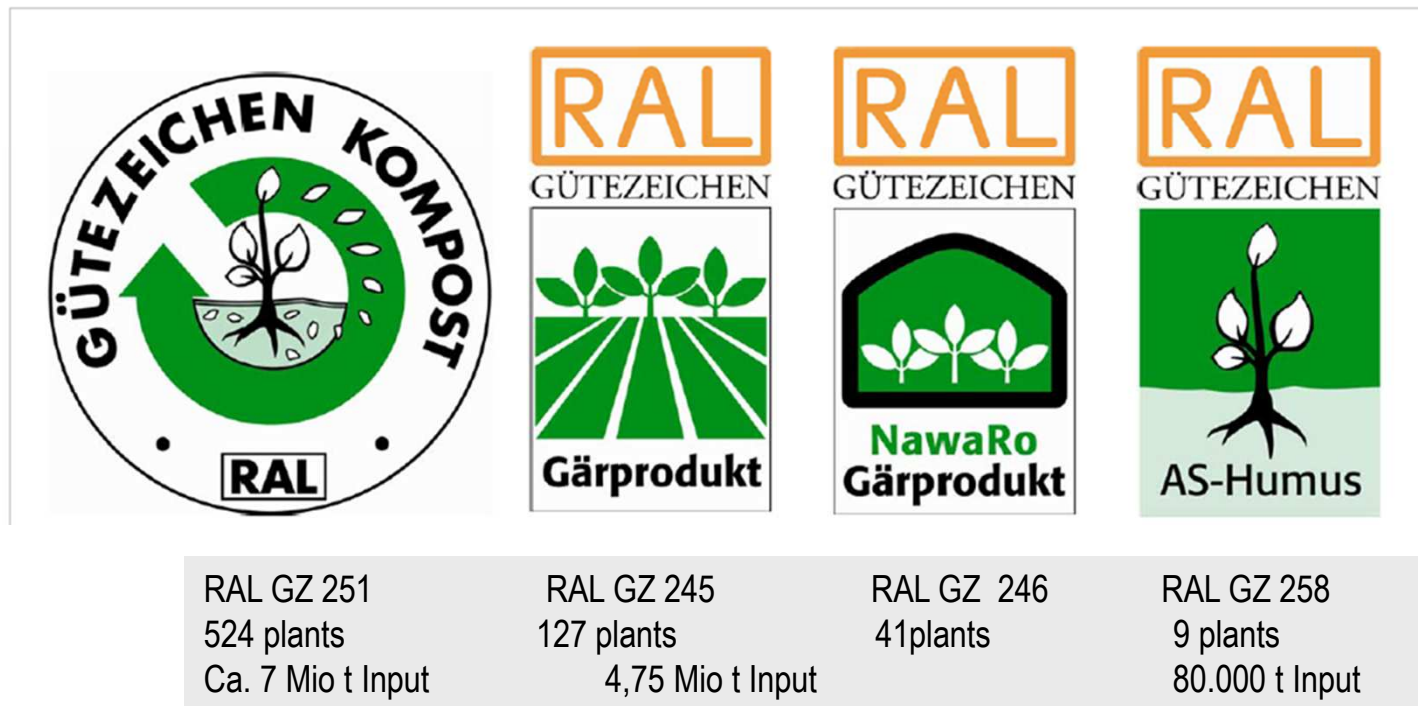 GÜTEZEICHEN KOMPOST
RAL
RAL
GÜTEZEICHEN
Gärprodukt
RAL
GÜTEZEICHEN
NawaRo
Gärprodukt
RAL
GÜTEZEICHEN
AS-Humus
RAL GZ 251 RAL GZ 245 RAL GZ 246 RAL GZ 258
524 plants 127 plants 41plants 9 plants
Ca. 7 Mio t Input 4,75 Mio t Input 80.000 t Input